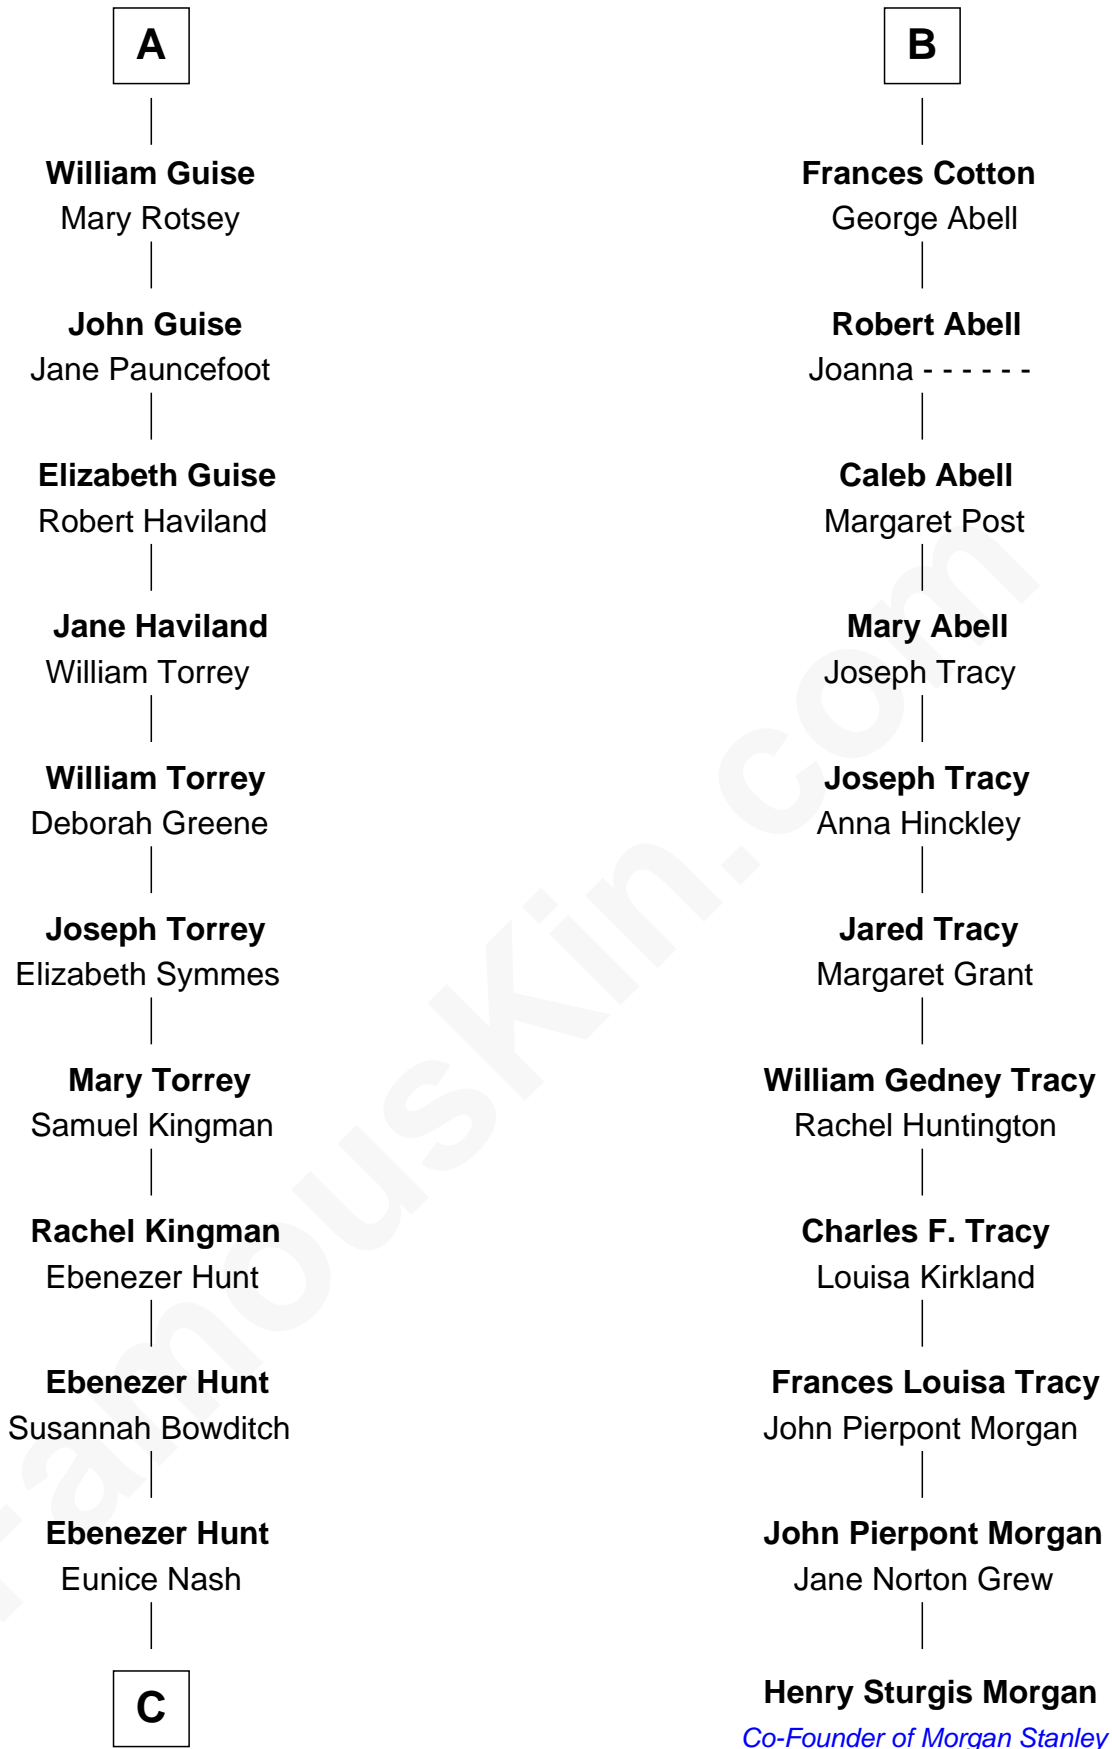 A
William Guise
Mary Rotsey
John Guise
Jane Pauncefoot
Elizabeth Guise
Robert Haviland
Jane Haviland
William Torrey
William Torrey
Deborah Greene
Joseph Torrey
Elizabeth Symmes
Mary Torrey
Samuel Kingman
Rachel Kingman
Ebenezer Hunt
Ebenezer Hunt
Susannah Bowditch
Ebenezer Hunt
Eunice Nash
C
B
Frances Cotton
George Abell
Robert Abell
Joanna - - - - - -
Caleb Abell
Margaret Post
Mary Abell
Joseph Tracy
Joseph Tracy
Anna Hinckley
Jared Tracy
Margaret Grant
William Gedney Tracy
Rachel Huntington
Charles F. Tracy
Louisa Kirkland
Frances Louisa Tracy
John Pierpont Morgan
John Pierpont Morgan
Jane Norton Grew
Henry Sturgis Morgan
Co-Founder of Morgan Stanley
FamousKin.com